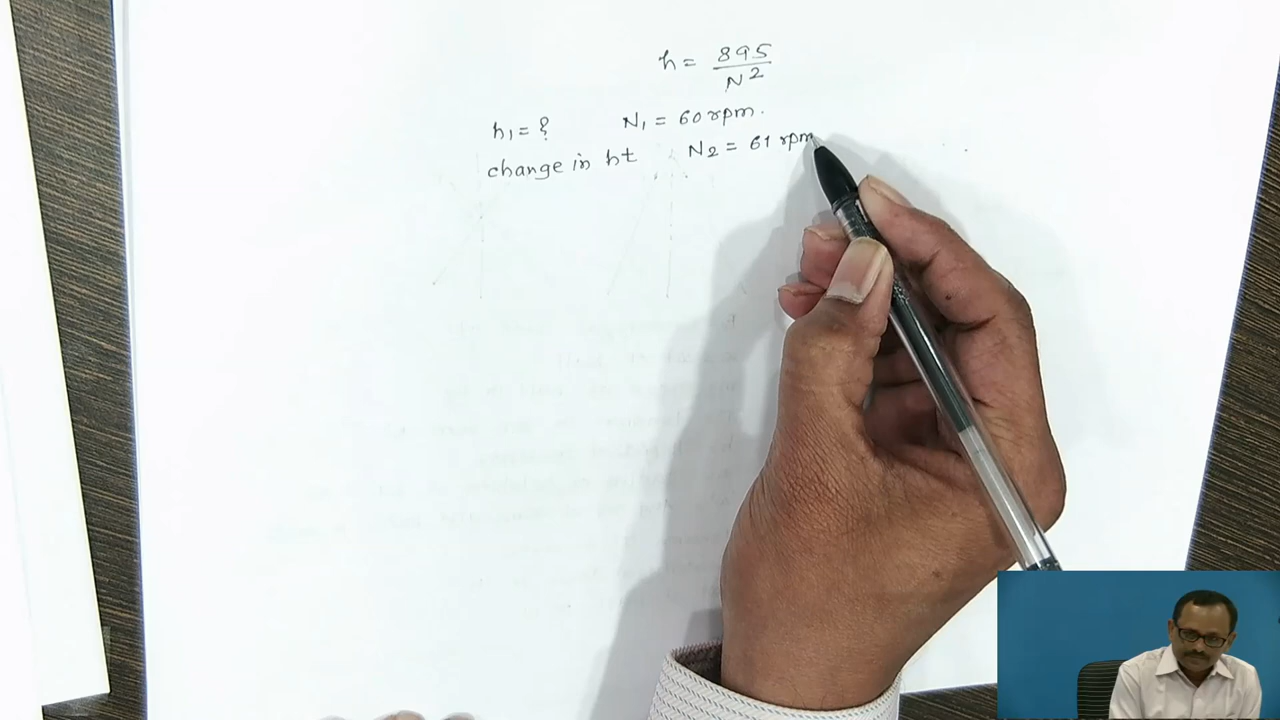 h = 895 / N²
h₁ = ? N₁ = 60 rpm.
change in ht N₂ = 61 rpm